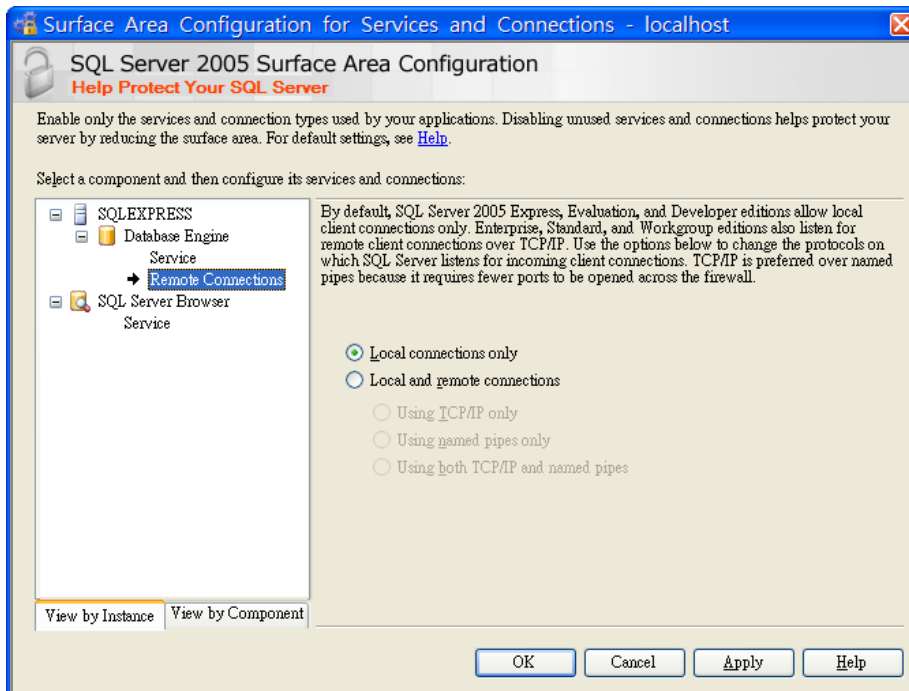 Surface Area Configuration for Services and Connections - localhost
SQL Server 2005 Surface Area Configuration
Help Protect Your SQL Server
Enable only the services and connection types used by your applications. Disabling unused services and connections helps protect your
server by reducing the surface area. For default settings, see Help.
Select a component and then configure its services and connections:
SQLEXPRESS
Database Engine
Service
Remote Connections
SQL Server Browser
Service
By default, SQL Server 2005 Express, Evaluation, and Developer editions allow local
client connections only. Enterprise, Standard, and Workgroup editions also listen for
remote client connections over TCP/IP. Use the options below to change the protocols on
which SQL Server listens for incoming client connections. TCP/IP is preferred over named
pipes because it requires fewer ports to be opened across the firewall.
Local connections only
Local and remote connections
Using TCP/IP only
Using named pipes only
Using both TCP/IP and named pipes
View by Instance
View by Component
OK
Cancel
Apply
Help